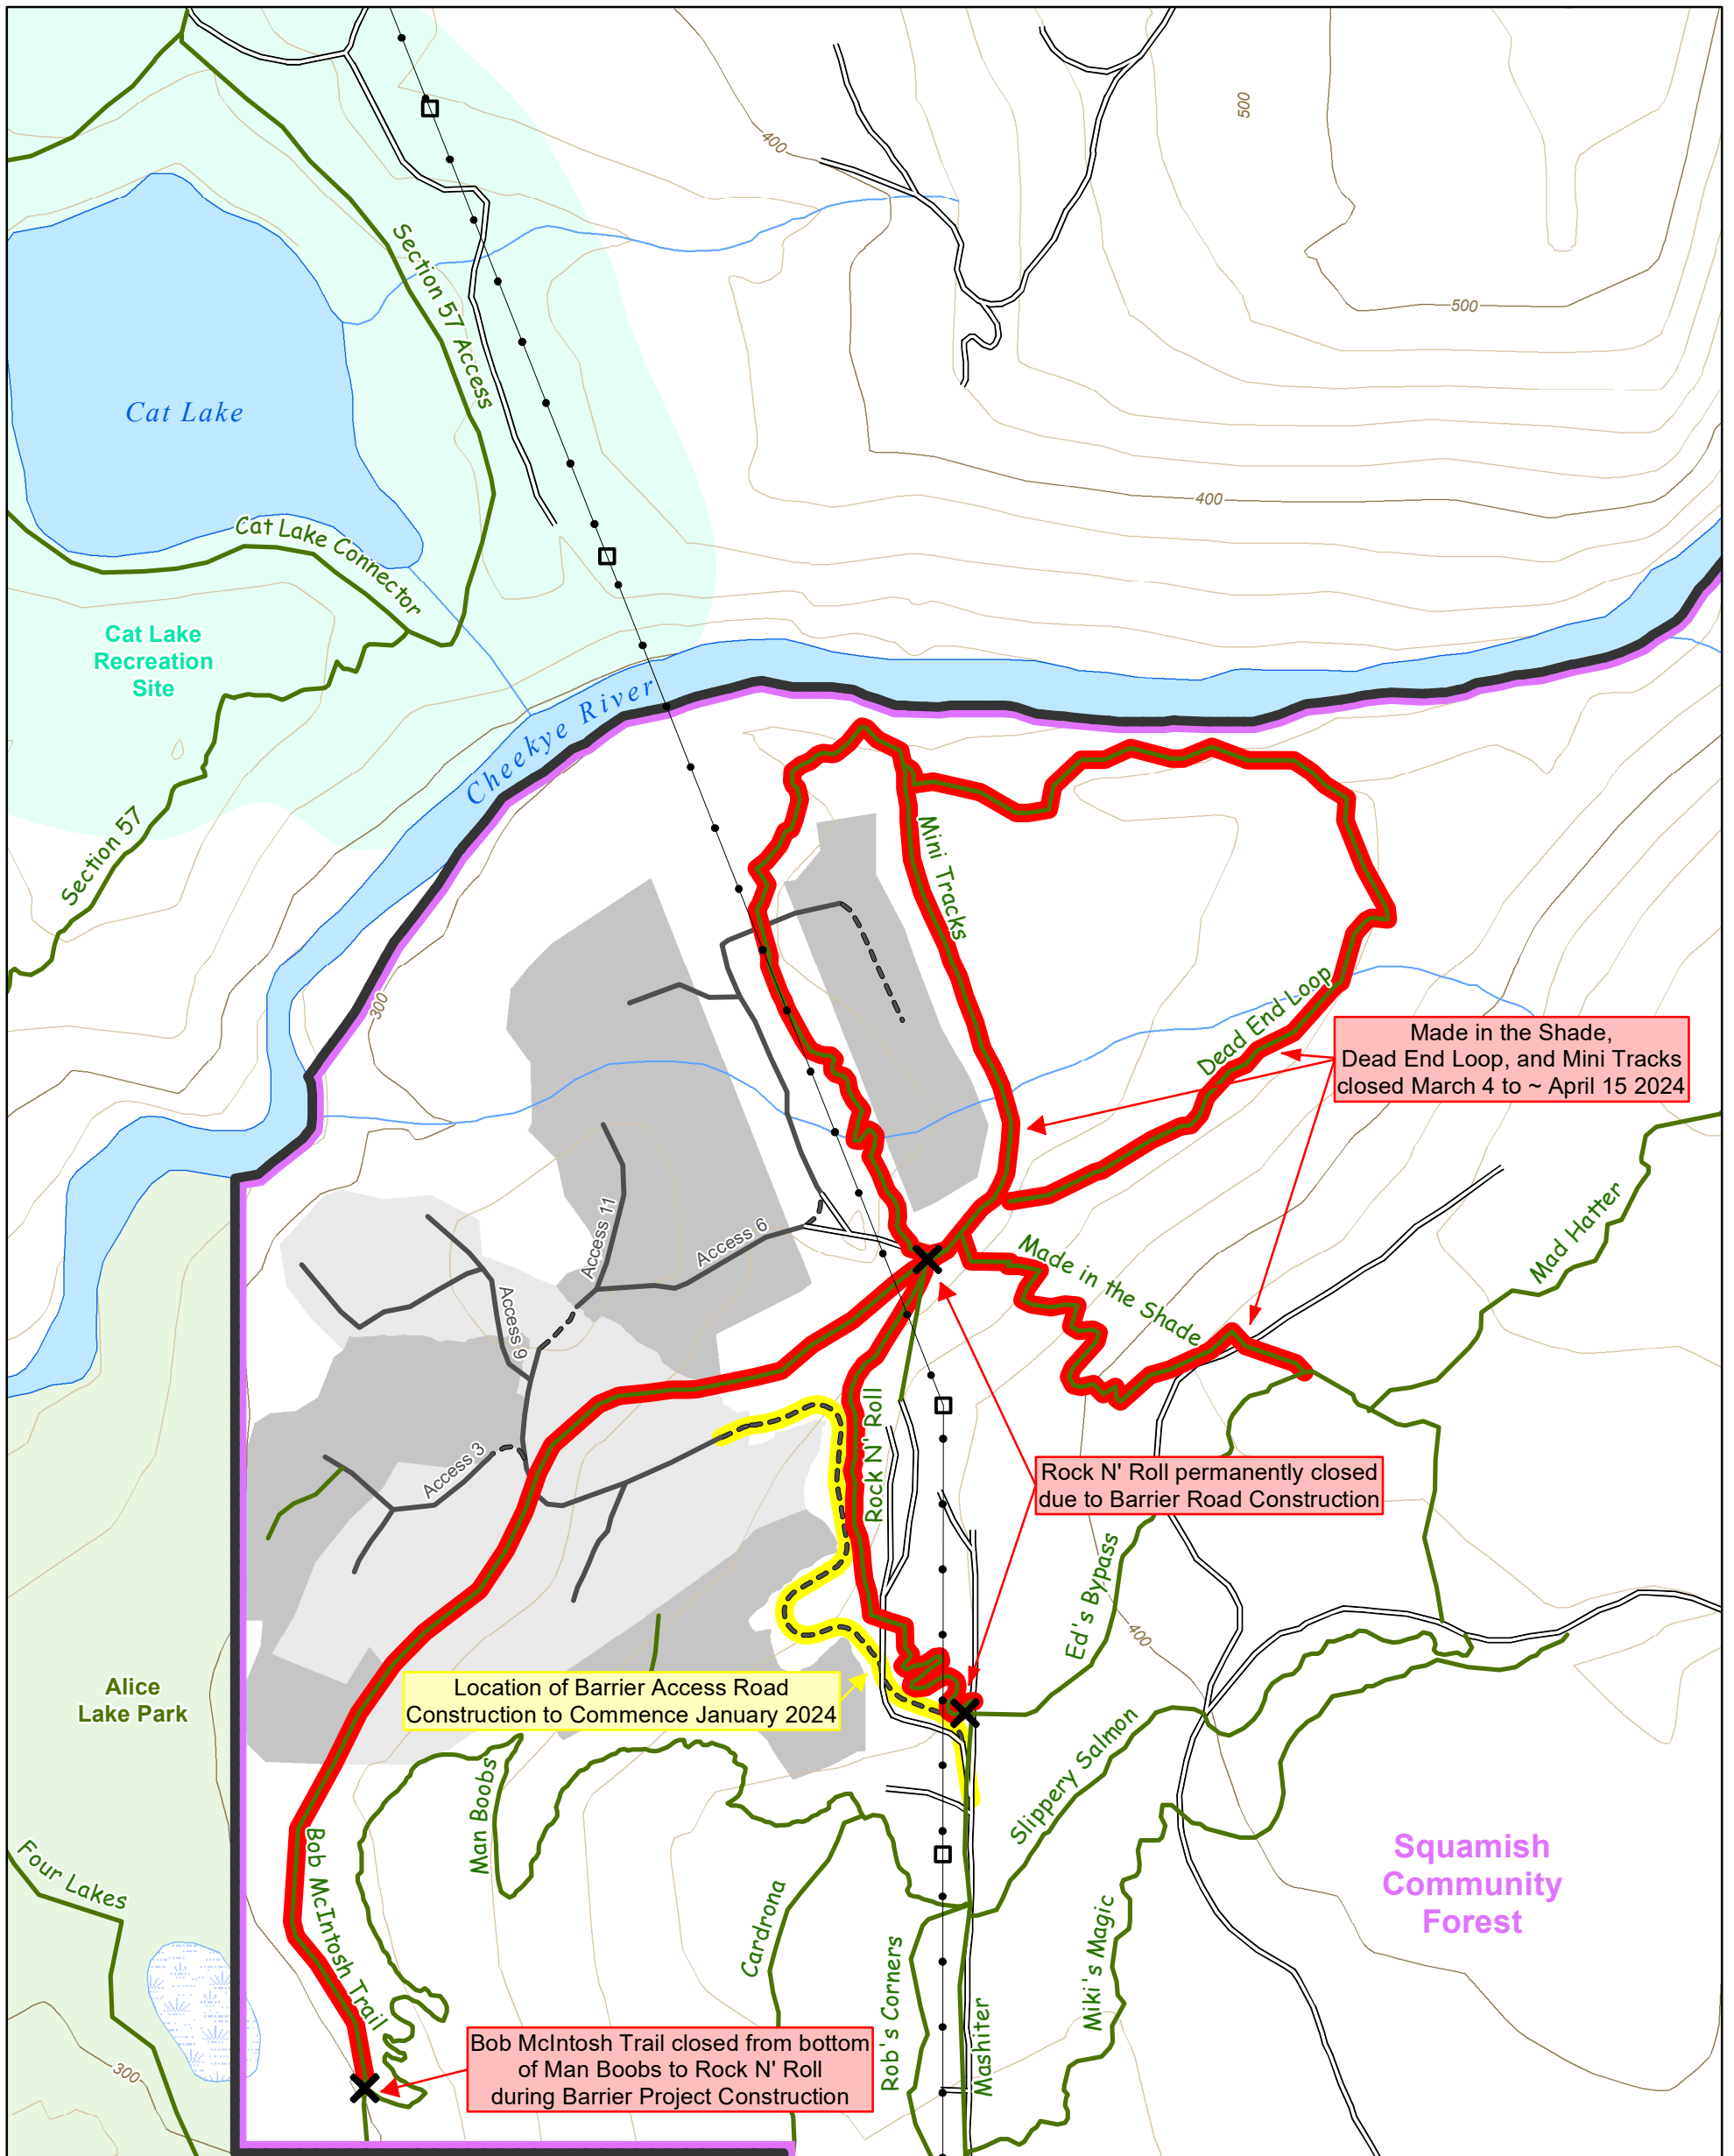 500
400
Section 57 Access
500
Cat Lake
400
Cat Lake Connector
Cat Lake
Recreation
Site
Cheekye River
Section 57
Mini Tracks
300
Dead End Loop
Made in the Shade,
Dead End Loop, and Mini Tracks
closed March 4 to ~ April 15 2024
Mad Hatter
Access 11
Access 6
Made in the Shade
Access 9
Rock N' Roll
Access 3
Rock N' Roll permanently closed
due to Barrier Road Construction
Ed's Bypass
400
Alice
Lake Park
Location of Barrier Access Road
Construction to Commence January 2024
Slippery Salmon
Man Boobs
Bob McIntosh Trail
Four Lakes
Squamish
Community
Forest
Cardrona
Rob's Corners
Miki's Magic
Mashiter
300
Bob McIntosh Trail closed from bottom
of Man Boobs to Rock N' Roll
during Barrier Project Construction